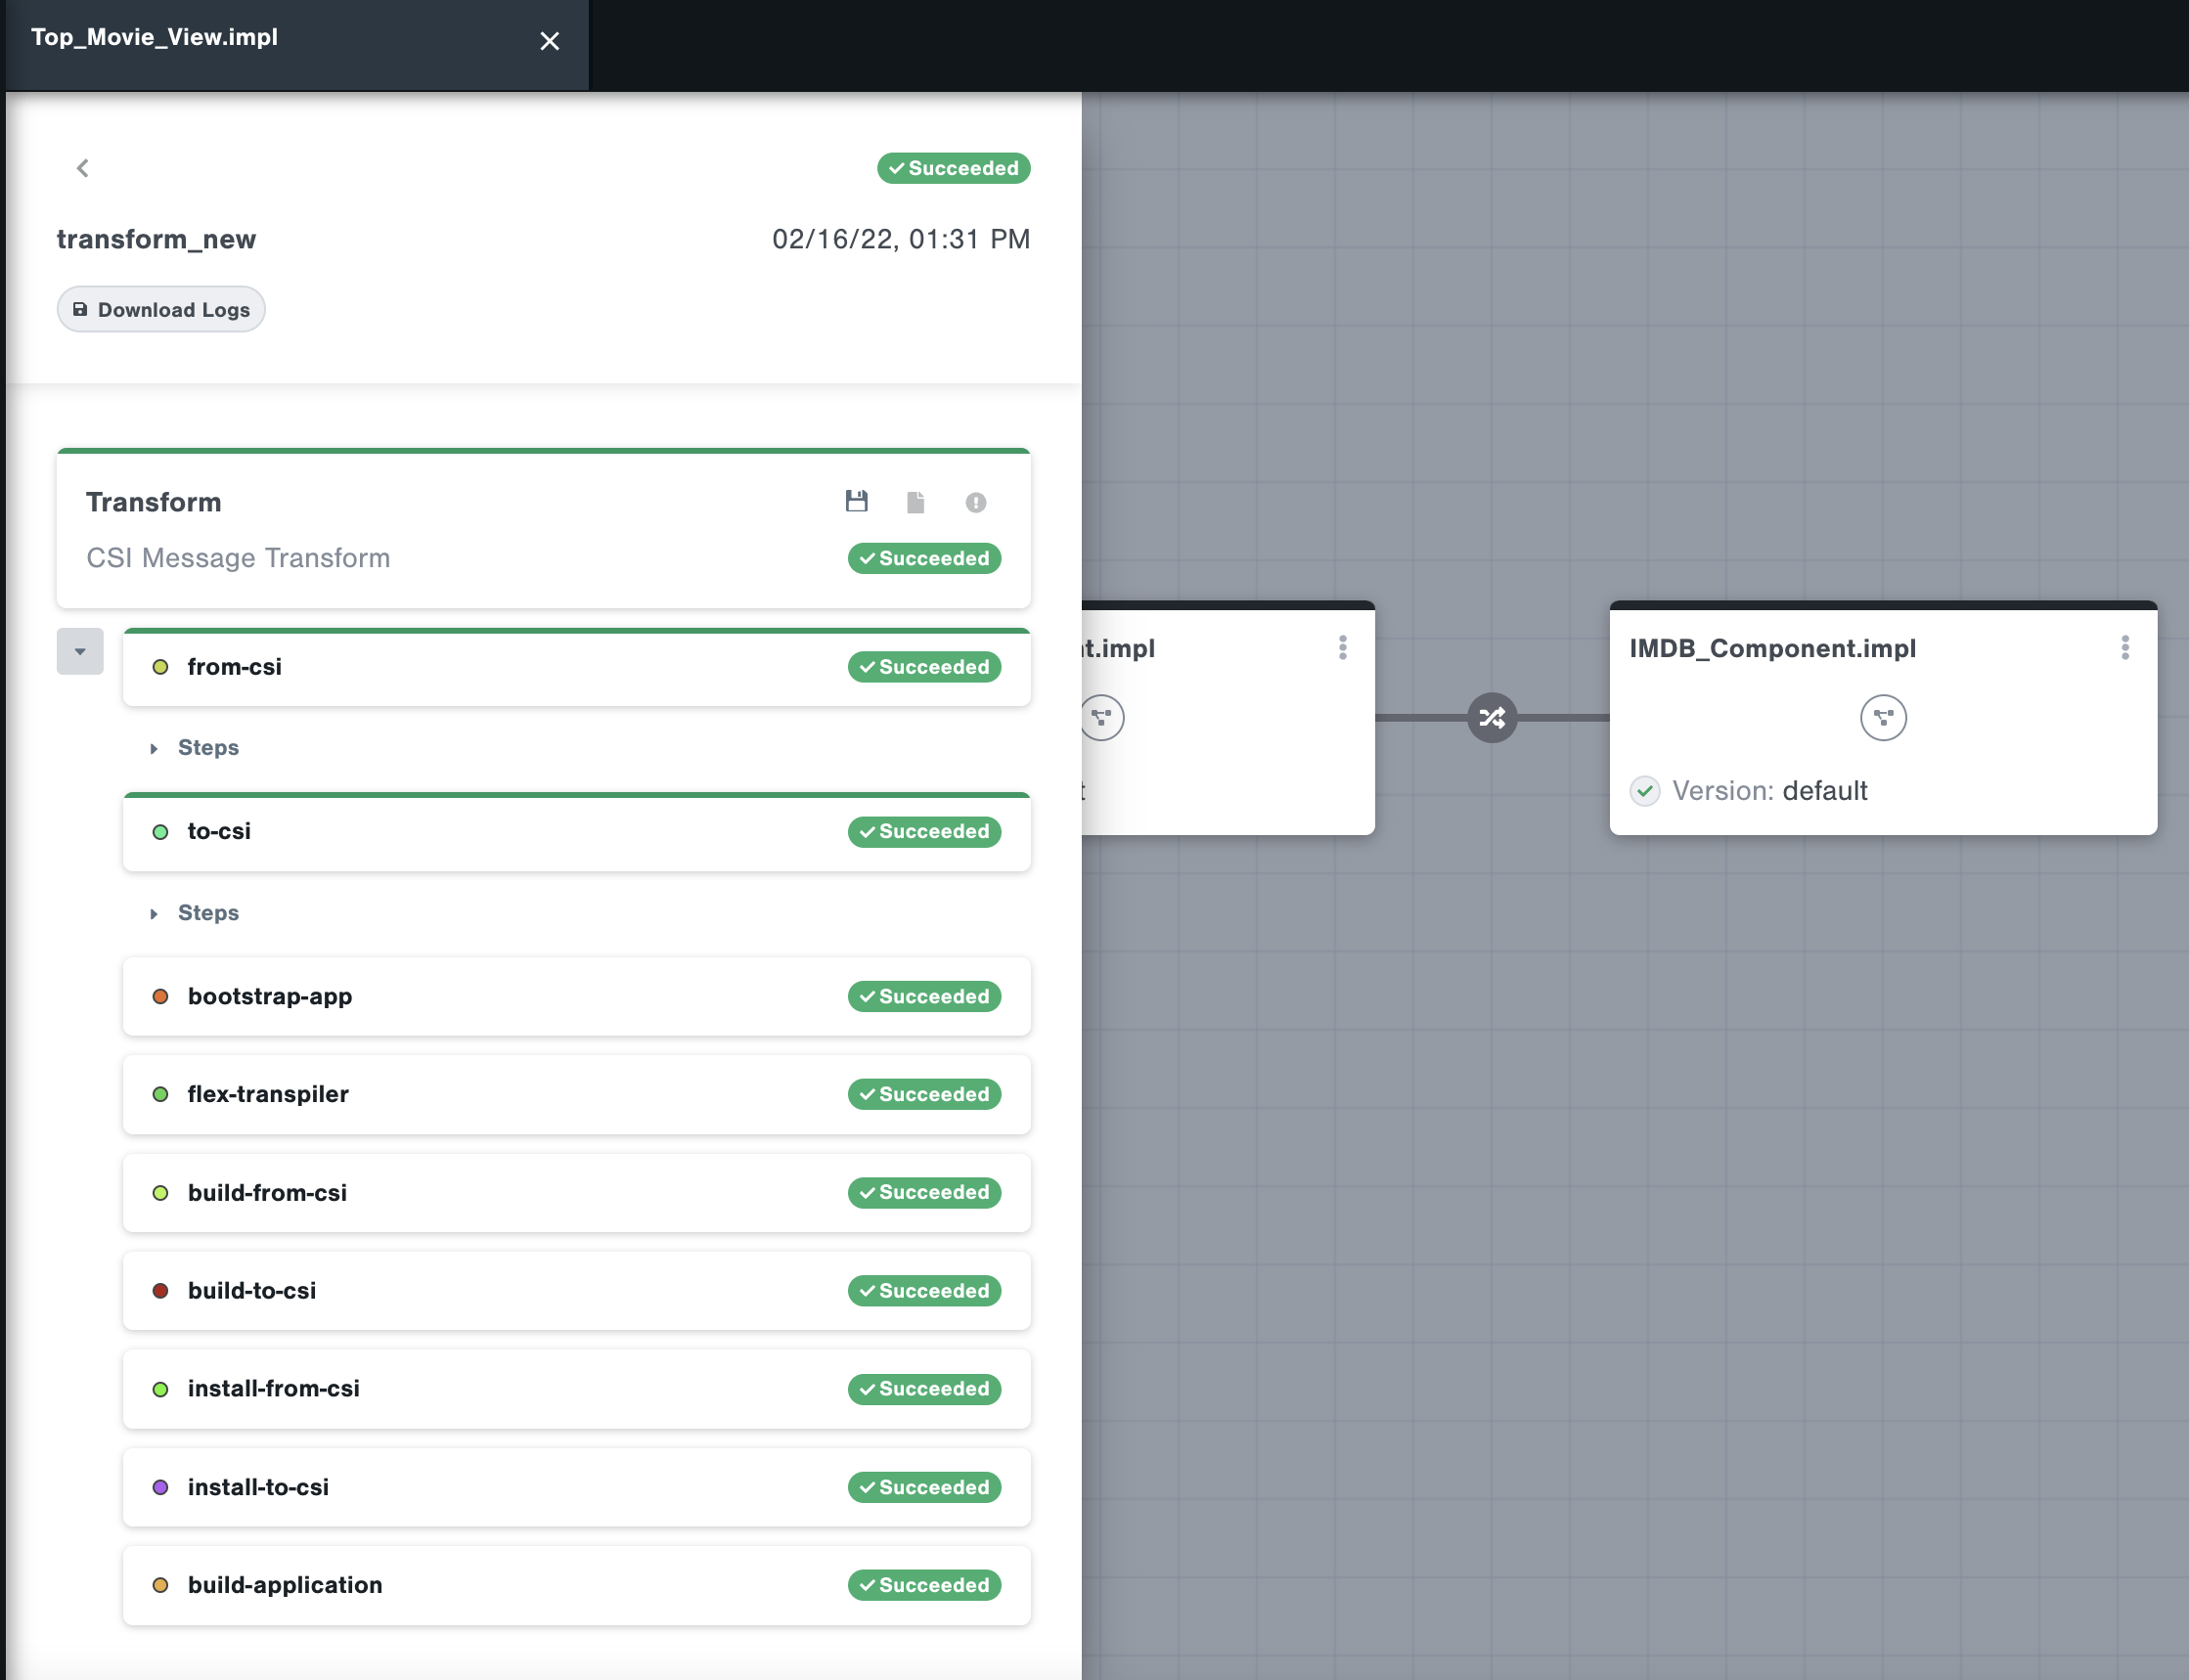 Top_Movie_View.impl
Succeeded
transform_new
02/16/22, 01:31 PM
Download Logs
Transform
CSI Message Transform
Succeeded
from-csi
Succeeded
Steps
to-csi
Succeeded
Steps
bootstrap-app
Succeeded
flex-transpiler
Succeeded
build-from-csi
Succeeded
build-to-csi
Succeeded
install-from-csi
Succeeded
install-to-csi
Succeeded
build-application
Succeeded
t.impl
t
IMDB_Component.impl
Version: default